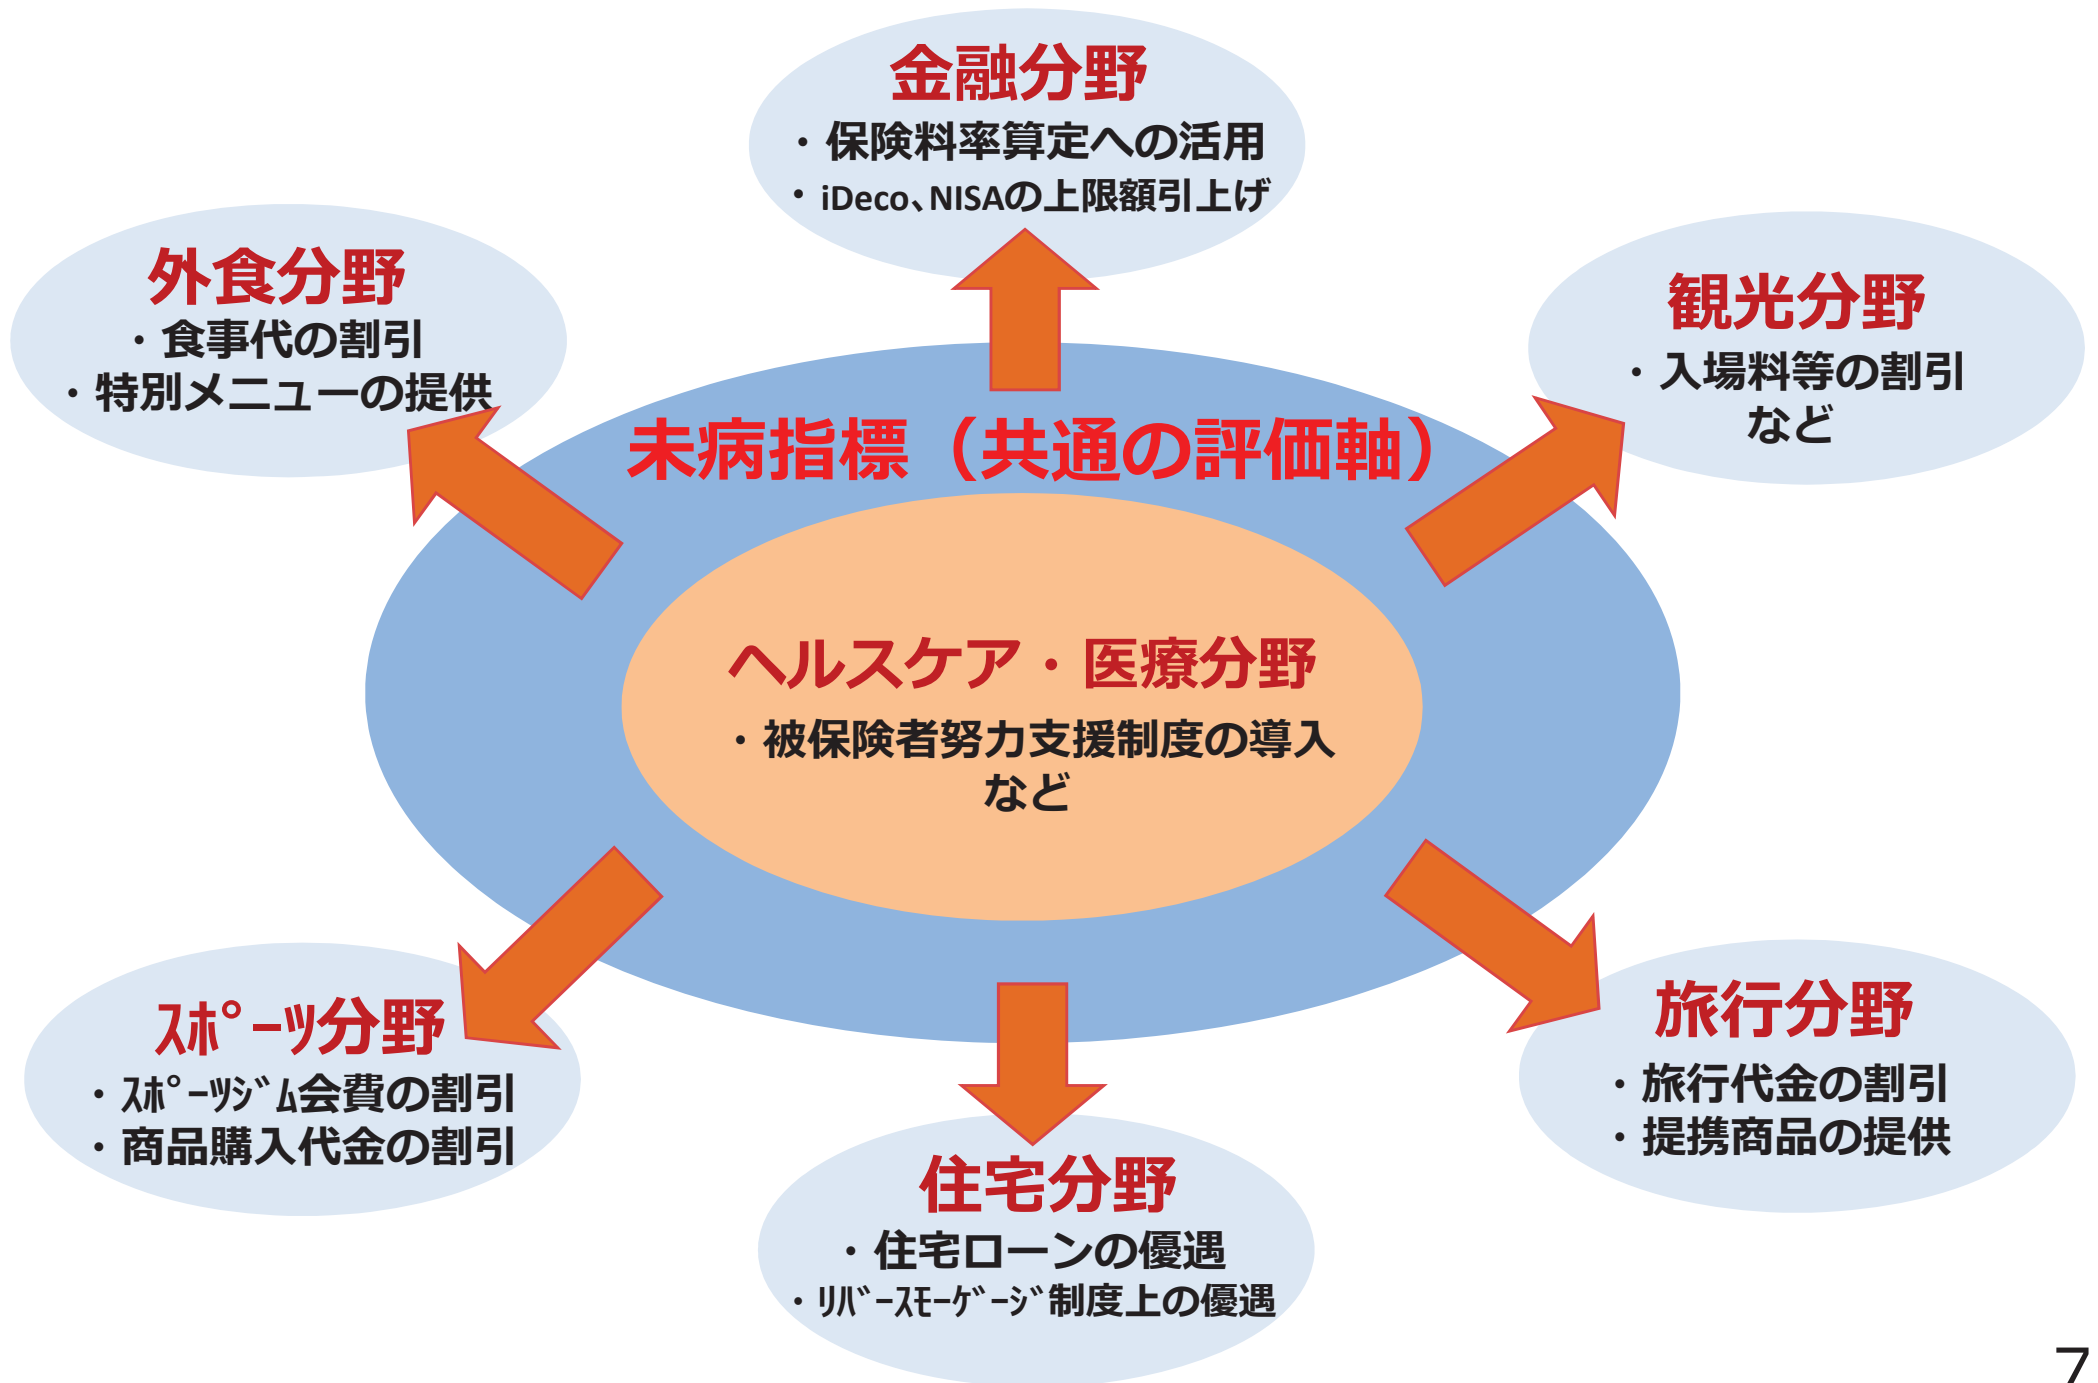 金融分野
・保険料率算定への活用
・iDeco、NISAの上限額引上げ
外食分野
・食事代の割引
・特別メニューの提供
観光分野
・入場料等の割引
など
未病指標（共通の評価軸）
ヘルスケア・医療分野
・被保険者努力支援制度の導入
など
ｽﾎﾟｰﾂ分野
・ｽﾎﾟｰﾂｼﾞﾑ会費の割引
・商品購入代金の割引
旅行分野
・旅行代金の割引
・提携商品の提供
住宅分野
・住宅ローンの優遇
・ﾘﾊﾞｰｽﾓｰｹﾞｰｼﾞ制度上の優遇
7